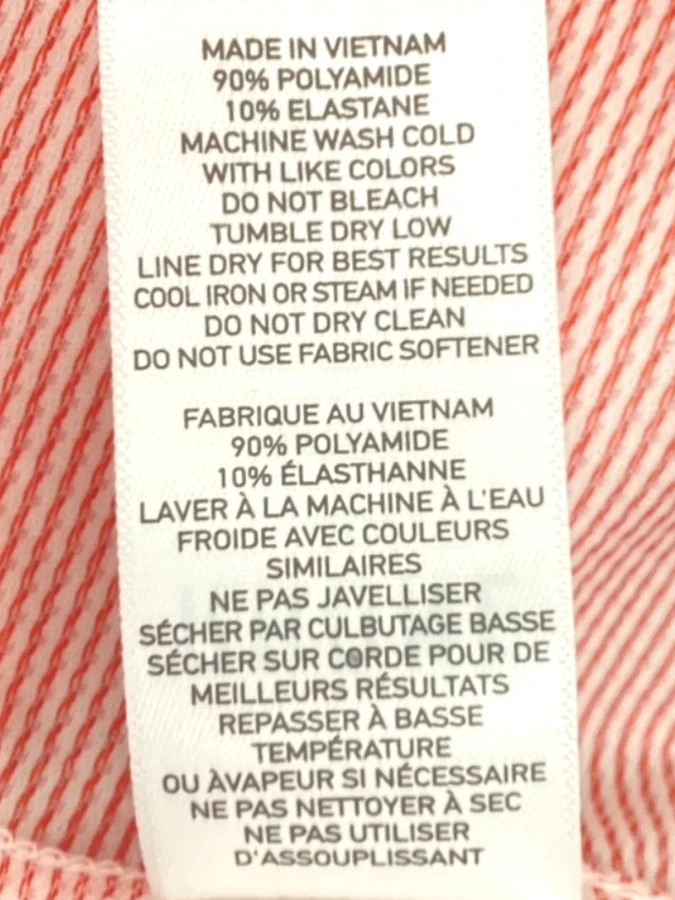 MADE IN VIETNAM
90% POLYAMIDE
10% ELASTANE
MACHINE WASH COLD
WITH LIKE COLORS
DO NOT BLEACH
TUMBLE DRY LOW
LINE DRY FOR BEST RESULTS
COOL IRON OR STEAM IF NEEDED
DO NOT DRY CLEAN
DO NOT USE FABRIC SOFTENER
FABRIQUE AU VIETNAM
90% POLYAMIDE
10% ÉLASTHANNE
LAVER À LA MACHINE À L'EAU
FROIDE AVEC COULEURS
SIMILAIRES
NE PAS JAVELLISER
SÉCHER PAR CULBUTAGE BASSE
SÉCHER SUR CORDE POUR DE
MEILLEURS RÉSULTATS
REPASSER À BASSE
TEMPÉRATURE
OU ÀVAPEUR SI NÉCESSAIRE
NE PAS NETTOYER À SEC
NE PAS UTILISER
D'ASSOUPLISSANT